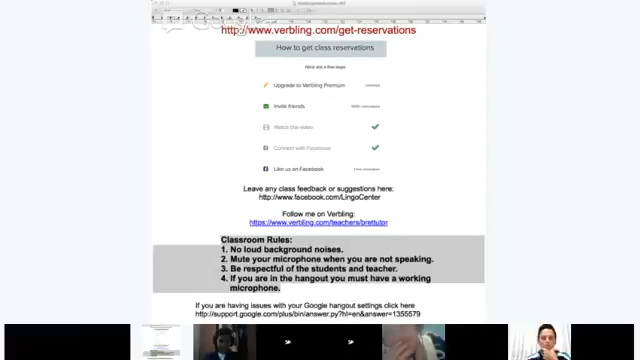 http://www.verbling.com/get-reservations
How to get class reservations
Here are a few ways
Upgrade to Verbling Premium
Invite friends
Watch this video
Connect with Facebook
Like us on Facebook
Leave any class feedback or suggestions here:
http://www.facebook.com/LingoCenter
Follow me on Verbling:
https://www.verbling.com/teachers/brettutor
Classroom Rules:
1. No loud background noises.
2. Mute your microphone when you are not speaking.
3. Be respectful of the students and teacher.
4. If you are in the hangout you must have a working
microphone.
If you are having issues with your Google hangout settings click here
http://support.google.com/plus/bin/answer.py?hl=en&answer=1355579